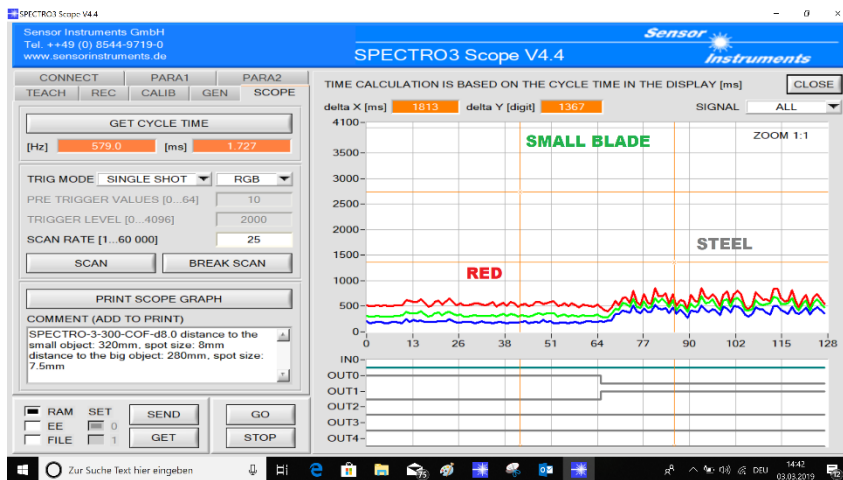 SPECTRO3 Scope V4.4
Sensor Instruments GmbH
Tel. ++49 (0) 8544-9719-0
www.sensorinstruments.de
SPECTRO3 Scope V4.4
Sensor
Instruments
CONNECT PARA1 PARA2
TEACH REC CALIB GEN SCOPE
GET CYCLE TIME
[Hz] 579.0 [ms] 1.727
TRIG MODE SINGLE SHOT RGB
PRE TRIGGER VALUES [0...64] 10
TRIGGER LEVEL [0...4096] 2000
SCAN RATE [1...60 000] 25
SCAN BREAK SCAN
PRINT SCOPE GRAPH
COMMENT (ADD TO PRINT)
SPECTRO-3-300-COF-d8.0 distance to the
small object: 320mm, spot size: 8mm
distance to the big object: 280mm, spot size:
7.5mm
RAM SET SEND GO
EE 0
FILE 1 GET STOP
TIME CALCULATION IS BASED ON THE CYCLE TIME IN THE DISPLAY [ms] CLOSE
delta X [ms] 1813 delta Y [digit] 1367 SIGNAL ALL
ZOOM 1:1
SMALL BLADE
STEEL
RED
4100
3500
3000
2500
2000
1500
1000
500
0
0 13 26 38 51 64 77 90 102 115 128
IN0
OUT0
OUT1
OUT2
OUT3
OUT4
Zur Suche Text hier eingeben
75
DEU
14:42
03.03.2019
12